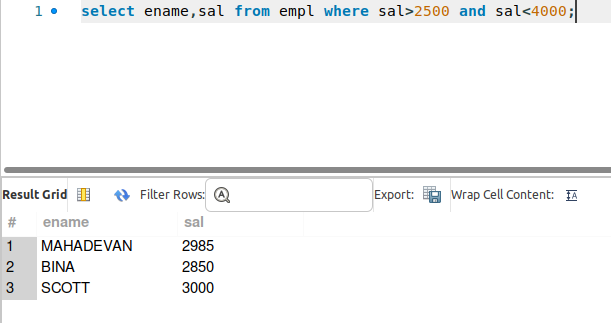 1 select ename,sal from empl where sal>2500 and sal<4000;
Result Grid Filter Rows: Export: Wrap Cell Content:
# ename sal
1 MAHADEVAN 2985
2 BINA 2850
3 SCOTT 3000